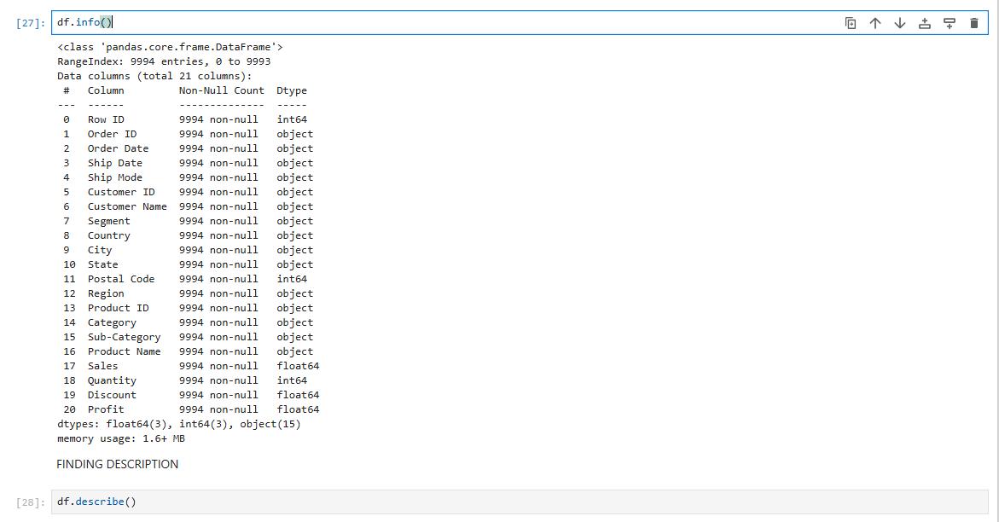 [27]: df.info()
<class 'pandas.core.frame.DataFrame'>
RangeIndex: 9994 entries, 0 to 9993
Data columns (total 21 columns):
 #   Column         Non-Null Count  Dtype
---  ------         --------------  -----
 0   Row ID         9994 non-null   int64
 1   Order ID       9994 non-null   object
 2   Order Date     9994 non-null   object
 3   Ship Date      9994 non-null   object
 4   Ship Mode      9994 non-null   object
 5   Customer ID    9994 non-null   object
 6   Customer Name  9994 non-null   object
 7   Segment        9994 non-null   object
 8   Country        9994 non-null   object
 9   City           9994 non-null   object
 10  State          9994 non-null   object
 11  Postal Code    9994 non-null   int64
 12  Region         9994 non-null   object
 13  Product ID     9994 non-null   object
 14  Category       9994 non-null   object
 15  Sub-Category   9994 non-null   object
 16  Product Name   9994 non-null   object
 17  Sales          9994 non-null   float64
 18  Quantity       9994 non-null   int64
 19  Discount       9994 non-null   float64
 20  Profit         9994 non-null   float64
dtypes: float64(3), int64(3), object(15)
memory usage: 1.6+ MB
FINDING DESCRIPTION
[28]: df.describe()